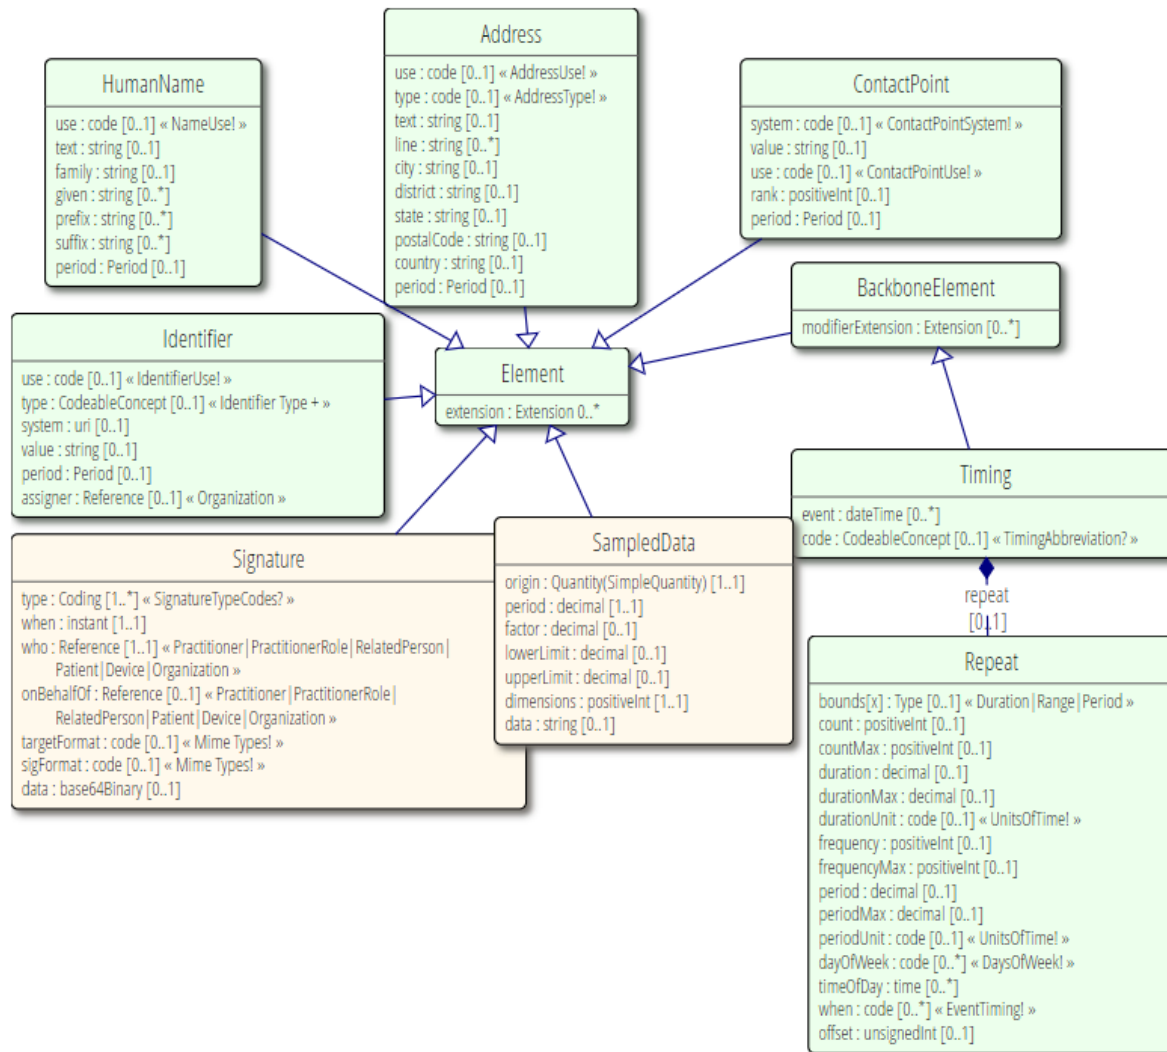 Address
use : code [0..1] « AddressUse! »
type : code [0..1] « AddressType! »
text : string [0..1]
line : string [0..*]
city : string [0..1]
district : string [0..1]
state : string [0..1]
postalCode : string [0..1]
country : string [0..1]
period : Period [0..1]
HumanName
use : code [0..1] « NameUse! »
text : string [0..1]
family : string [0..1]
given : string [0..*]
prefix : string [0..*]
suffix : string [0..*]
period : Period [0..1]
ContactPoint
system : code [0..1] « ContactPointSystem! »
value : string [0..1]
use : code [0..1] « ContactPointUse! »
rank : positiveInt [0..1]
period : Period [0..1]
BackboneElement
modifierExtension : Extension [0..*]
Identifier
use : code [0..1] « IdentifierUse! »
type : CodeableConcept [0..1] « Identifier Type + »
system : uri [0..1]
value : string [0..1]
period : Period [0..1]
assigner : Reference [0..1] « Organization »
Element
extension : Extension 0..*
Timing
event : dateTime [0..*]
code : CodeableConcept [0..1] « TimingAbbreviation? »
Signature
type : Coding [1..*] « SignatureTypeCodes? »
when : instant [1..1]
who : Reference [1..1] « Practitioner|PractitionerRole|RelatedPerson|
Patient|Device|Organization »
onBehalfOf : Reference [0..1] « Practitioner|PractitionerRole|
RelatedPerson|Patient|Device|Organization »
targetFormat : code [0..1] « Mime Types! »
sigFormat : code [0..1] « Mime Types! »
data : base64Binary [0..1]
SampledData
origin : Quantity(SimpleQuantity) [1..1]
period : decimal [1..1]
factor : decimal [0..1]
lowerLimit : decimal [0..1]
upperLimit : decimal [0..1]
dimensions : positiveInt [1..1]
data : string [0..1]
repeat
[0..1]
Repeat
bounds[x] : Type [0..1] « Duration|Range|Period »
count : positiveInt [0..1]
countMax : positiveInt [0..1]
duration : decimal [0..1]
durationMax : decimal [0..1]
durationUnit : code [0..1] « UnitsOfTime! »
frequency : positiveInt [0..1]
frequencyMax : positiveInt [0..1]
period : decimal [0..1]
periodMax : decimal [0..1]
periodUnit : code [0..1] « UnitsOfTime! »
dayOfWeek : code [0..*] « DaysOfWeek! »
timeOfDay : time [0..*]
when : code [0..*] « EventTiming! »
offset : unsignedInt [0..1]